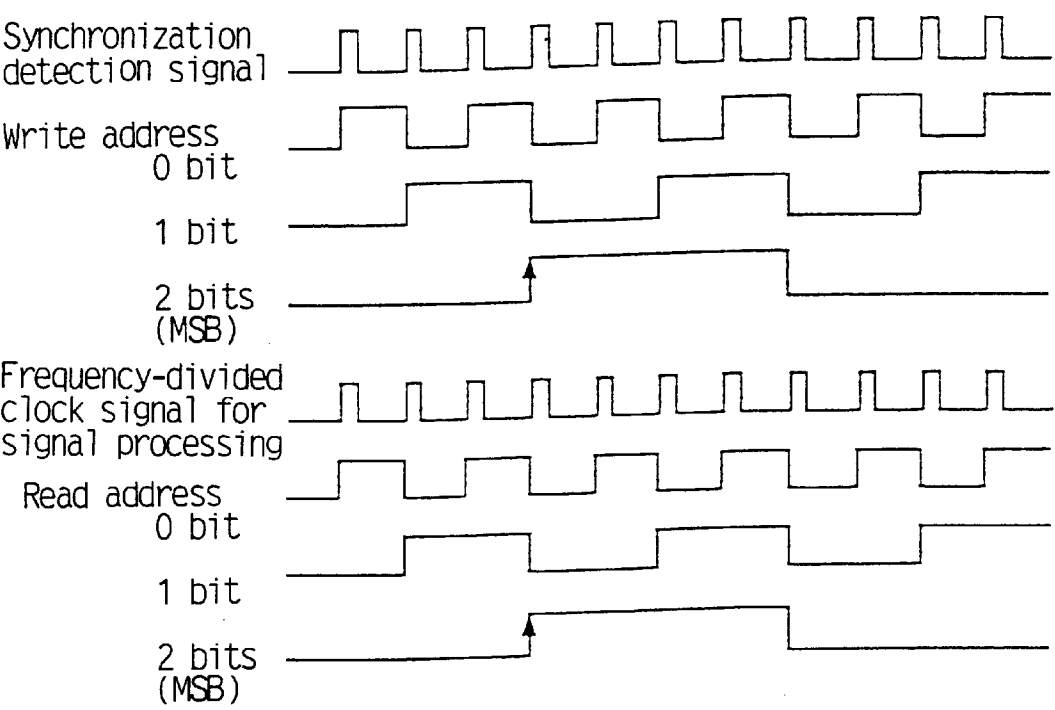 Synchronization
detection signal
Write address
0 bit
1 bit
2 bits
(MSB)
Frequency-divided
clock signal for
signal processing
Read address
0 bit
1 bit
2 bits
(MSB)